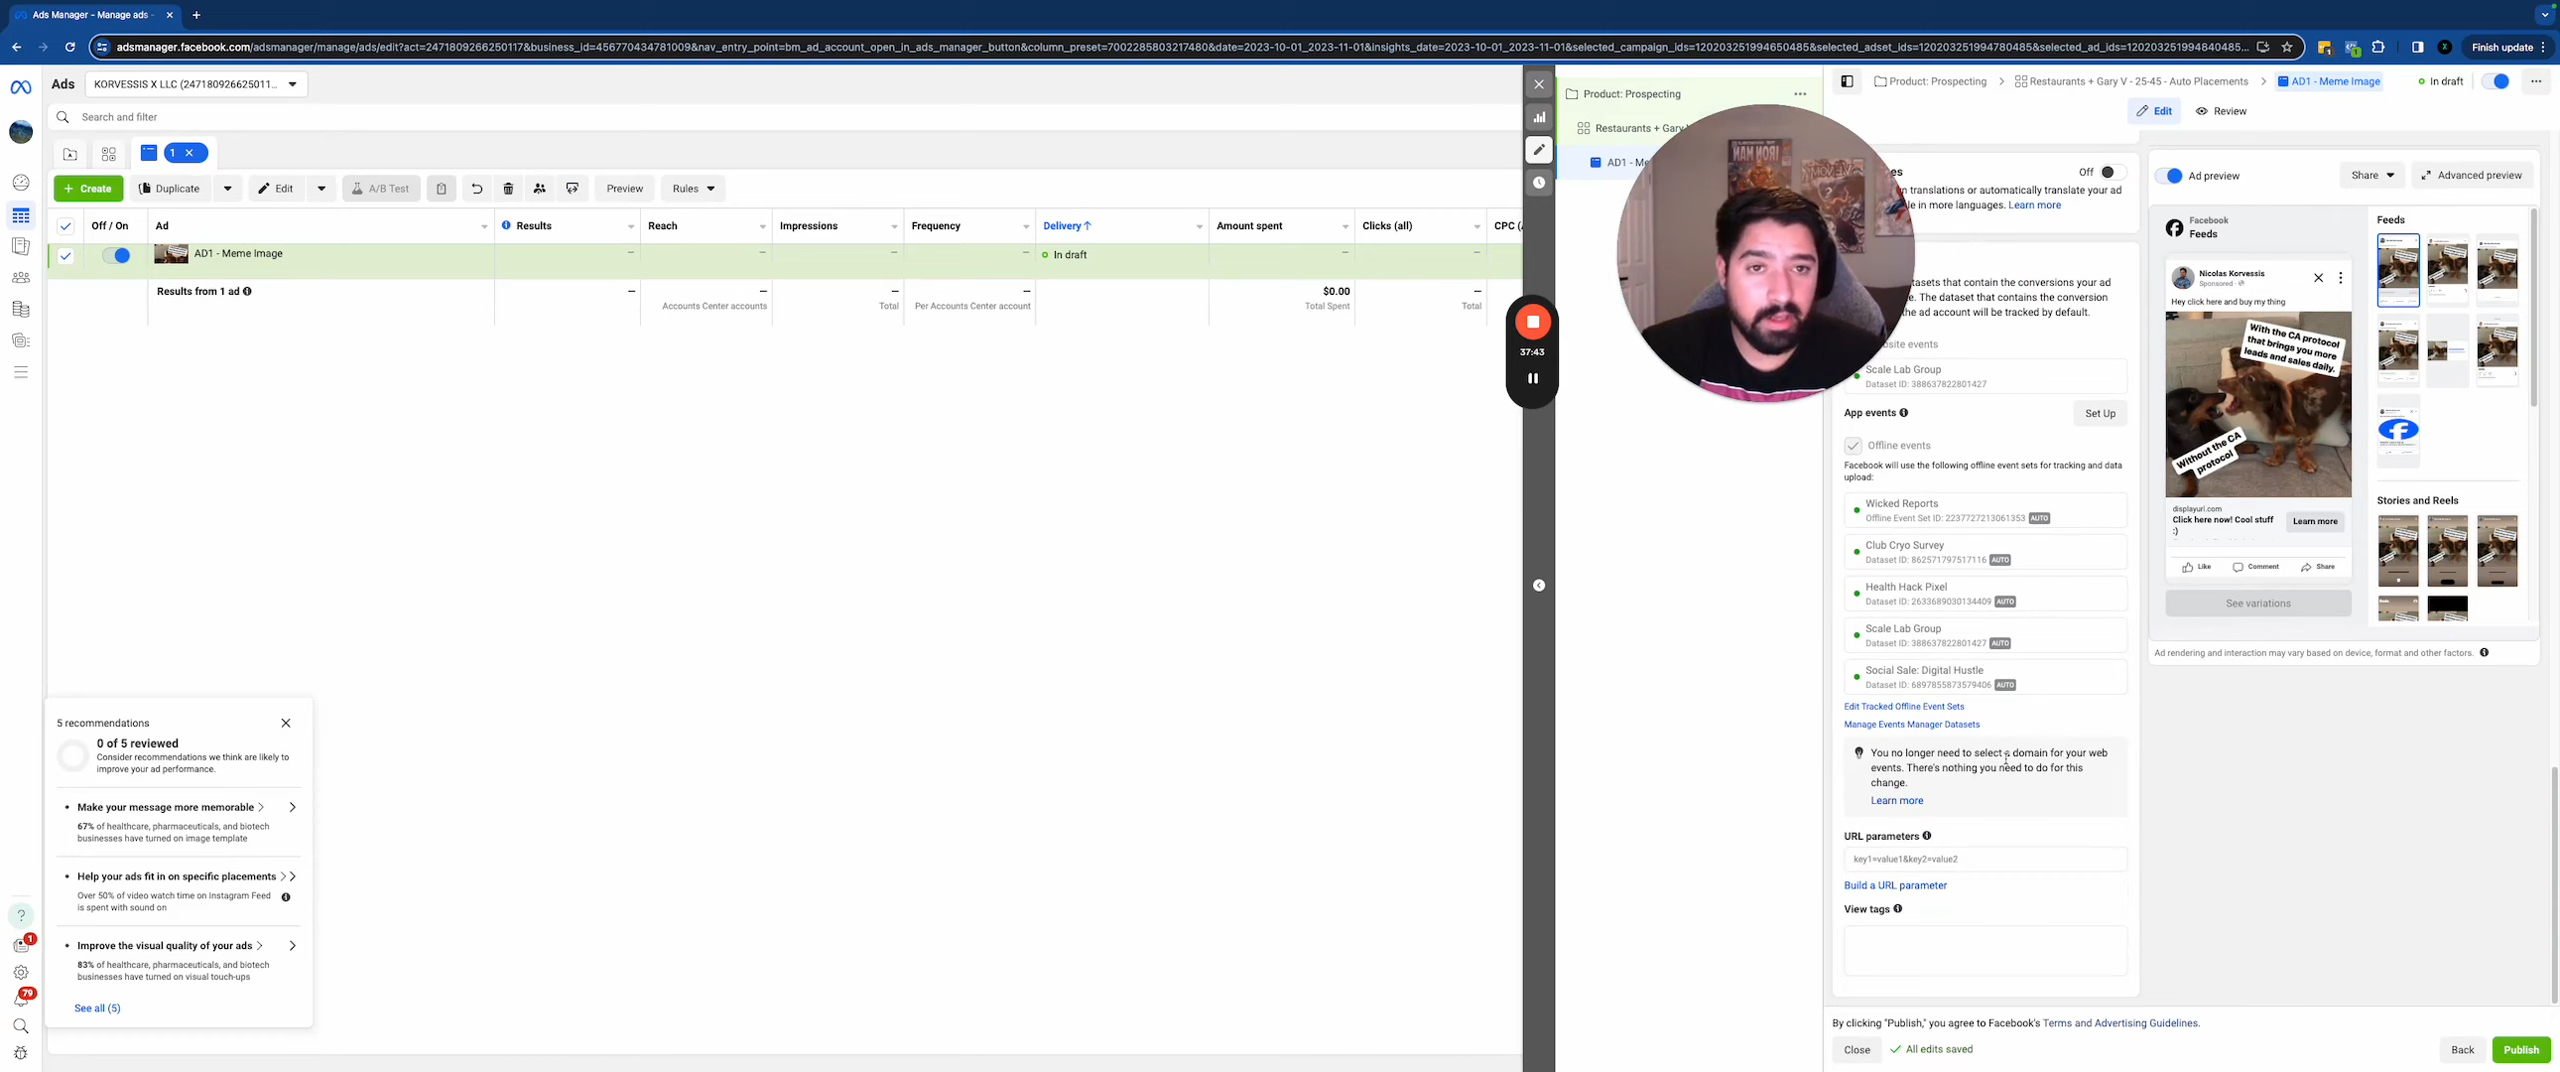 Ads Manager - Manage ads -
adsmanager.facebook.com/adsmanager/manage/ads/edit?act=2471809266250117&business_id=456770434781009&nav_entry_point=bm_ad_account_open_in_ads_manager_button&column_preset=7002285803217480&date=2023-10-01_2023-11-01&insights_date=2023-10-01_2023-11-01&selected_campaign_ids=120203251994650485&selected_adset_ids=120203251994780485&selected_ad_ids=120203251994840485...
Finish update
Ads
KORVESSIS X LLC (247180926625011...
Search and filter
1
Create
Duplicate
Edit
A/B Test
Preview
Rules
Off / On
Ad
Results
Reach
Impressions
Frequency
Delivery↑
Amount spent
Clicks (all)
CPC (
AD1 - Meme Image
In draft
Results from 1 ad
$0.00
Accounts Center accounts
Total
Per Accounts Center account
Total Spent
Total
5 recommendations
0 of 5 reviewed
Consider recommendations we think are likely to
improve your ad performance.
Make your message more memorable
67% of healthcare, pharmaceuticals, and biotech
businesses have turned on image template
Help your ads fit in on specific placements
Over 50% of video watch time on Instagram Feed
is spent with sound on
Improve the visual quality of your ads
83% of healthcare, pharmaceuticals, and biotech
businesses have turned on visual touch-ups
See all (5)
1
79
37:43
Product: Prospecting
Restaurants + Gary
AD1 - Me
IRON MAN
Product: Prospecting
Restaurants + Gary V - 25-45 - Auto Placements
AD1 - Meme Image
In draft
Edit
Review
es
Off
n translations or automatically translate your ad
le in more languages. Learn more
tasets that contain the conversions your ad
e. The dataset that contains the conversion
the ad account will be tracked by default.
site events
Scale Lab Group
Dataset ID: 388637822801427
App events
Set Up
Offline events
Facebook will use the following offline event sets for tracking and data
upload:
Wicked Reports
Offline Event Set ID: 2237727213061353 AUTO
Club Cryo Survey
Dataset ID: 862571797517116 AUTO
Health Hack Pixel
Dataset ID: 2633689030134409 AUTO
Scale Lab Group
Dataset ID: 388637822801427 AUTO
Social Sale: Digital Hustle
Dataset ID: 6897855873579406 AUTO
Edit Tracked Offline Event Sets
Manage Events Manager Datasets
You no longer need to select a domain for your web
events. There's nothing you need to do for this
change.
Learn more
URL parameters
key1=value1&key2=value2
Build a URL parameter
View tags
Ad preview
Share
Advanced preview
Facebook
Feeds
Nicolas Korvessis
Sponsored
Hey click here and buy my thing
With the CA protocol
that brings you more
leads and sales daily.
Without the CA
protocol
displayurl.com
Click here now! Cool stuff
:)
Learn more
Like
Comment
Share
See variations
Feeds
Stories and Reels
Ad rendering and interaction may vary based on device, format and other factors.
By clicking "Publish," you agree to Facebook's Terms and Advertising Guidelines.
Close
All edits saved
Back
Publish